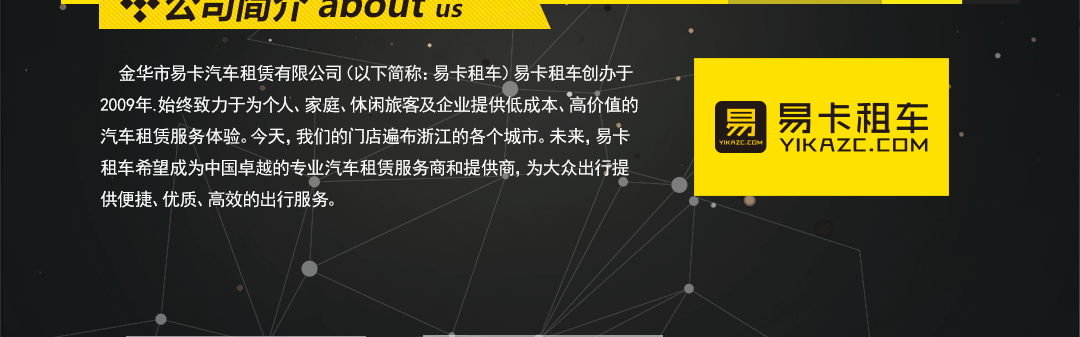 公司简介 about us
金华市易卡汽车租赁有限公司（以下简称：易卡租车）易卡租车创办于
2009年.始终致力于为个人、家庭、休闲旅客及企业提供低成本、高价值的
汽车租赁服务体验。今天，我们的门店遍布浙江的各个城市。未来，易卡
租车希望成为中国卓越的专业汽车租赁服务商和提供商，为大众出行提
供便捷、优质、高效的出行服务。
易
YIKAZC.COM
易卡租车
YIKAZC.COM